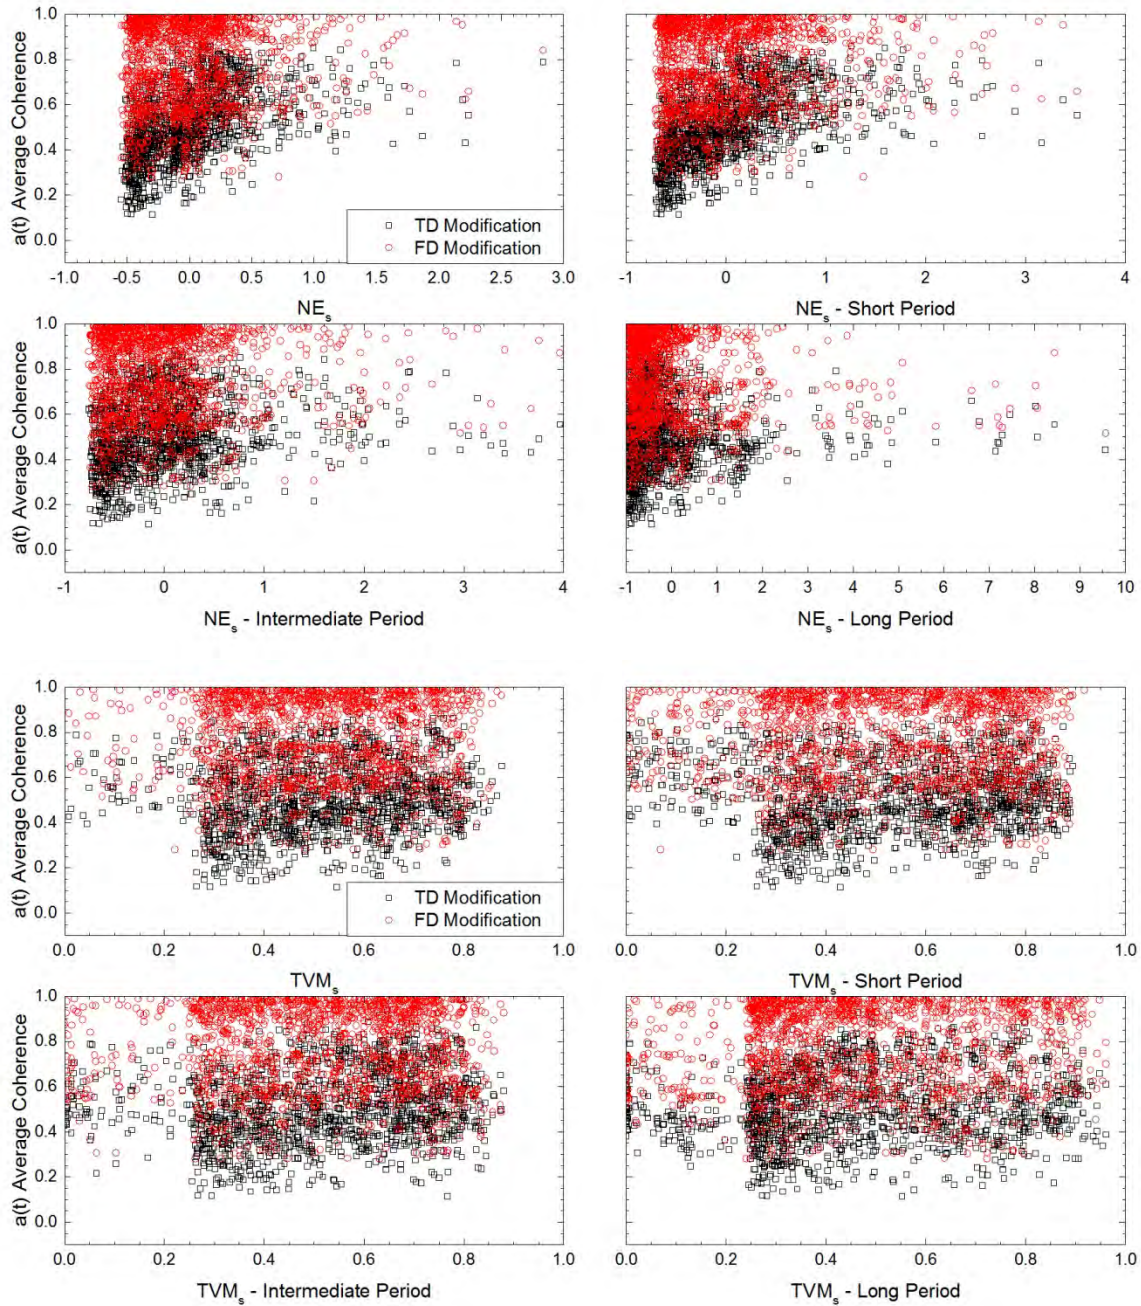 1.0
0.8
0.6
0.4
0.2
0.0
a(t) Average Coherence
TD Modification
FD Modification
-1.0 -0.5 0.0 0.5 1.0 1.5 2.0 2.5 3.0
NEs
-1 0 1 2 3 4
NEs - Short Period
1.0
0.8
0.6
0.4
0.2
0.0
a(t) Average Coherence
-1 0 1 2 3 4
NEs - Intermediate Period
-1 0 1 2 3 4 5 6 7 8 9 10
NEs - Long Period
1.0
0.8
0.6
0.4
0.2
0.0
a(t) Average Coherence
TD Modification
FD Modification
0.0 0.2 0.4 0.6 0.8 1.0
TVMs
0.0 0.2 0.4 0.6 0.8 1.0
TVMs - Short Period
1.0
0.8
0.6
0.4
0.2
0.0
a(t) Average Coherence
0.0 0.2 0.4 0.6 0.8 1.0
TVMs - Intermediate Period
0.0 0.2 0.4 0.6 0.8 1.0
TVMs - Long Period